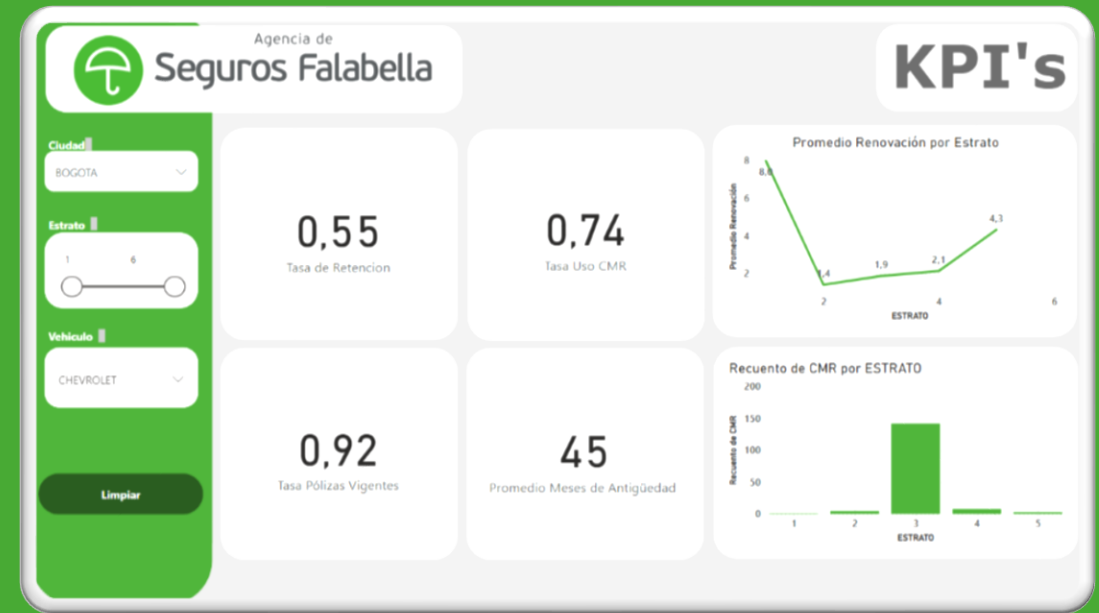 Agencia de
Seguros Falabella
KPI's
Ciudad
BOGOTA
Estrato
1 6
Vehiculo
CHEVROLET
Limpiar
0,55
Tasa de Retencion
0,74
Tasa Uso CMR
0,92
Tasa Pólizas Vigentes
45
Promedio Meses de Antigüedad
Promedio Renovación por Estrato
Promedio Renovación
8
6
4
2
8,0
1,4
1,9
2,1
4,3
2 4 6
ESTRATO
Recuento de CMR por ESTRATO
Recuento de CMR
200
150
100
50
0
1 2 3 4 5
ESTRATO